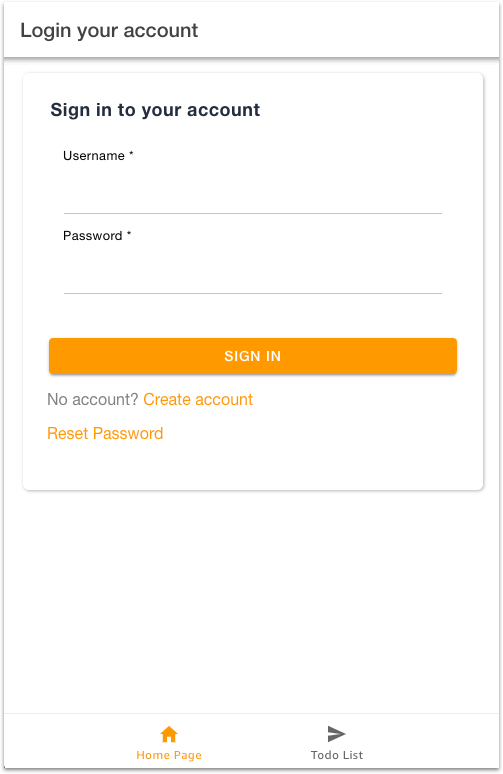 Login your account
Sign in to your account
Username *
Password *
SIGN IN
No account? Create account
Reset Password
Home Page
Todo List